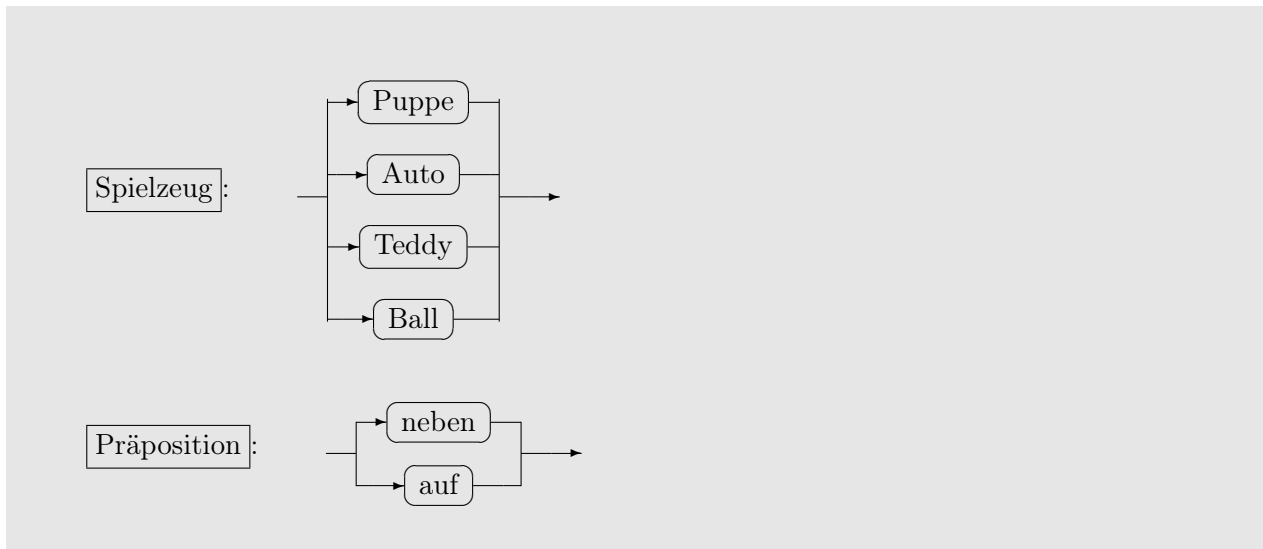 Puppe
Auto
Spielzeug:
Teddy
Ball
neben
Präposition:
auf